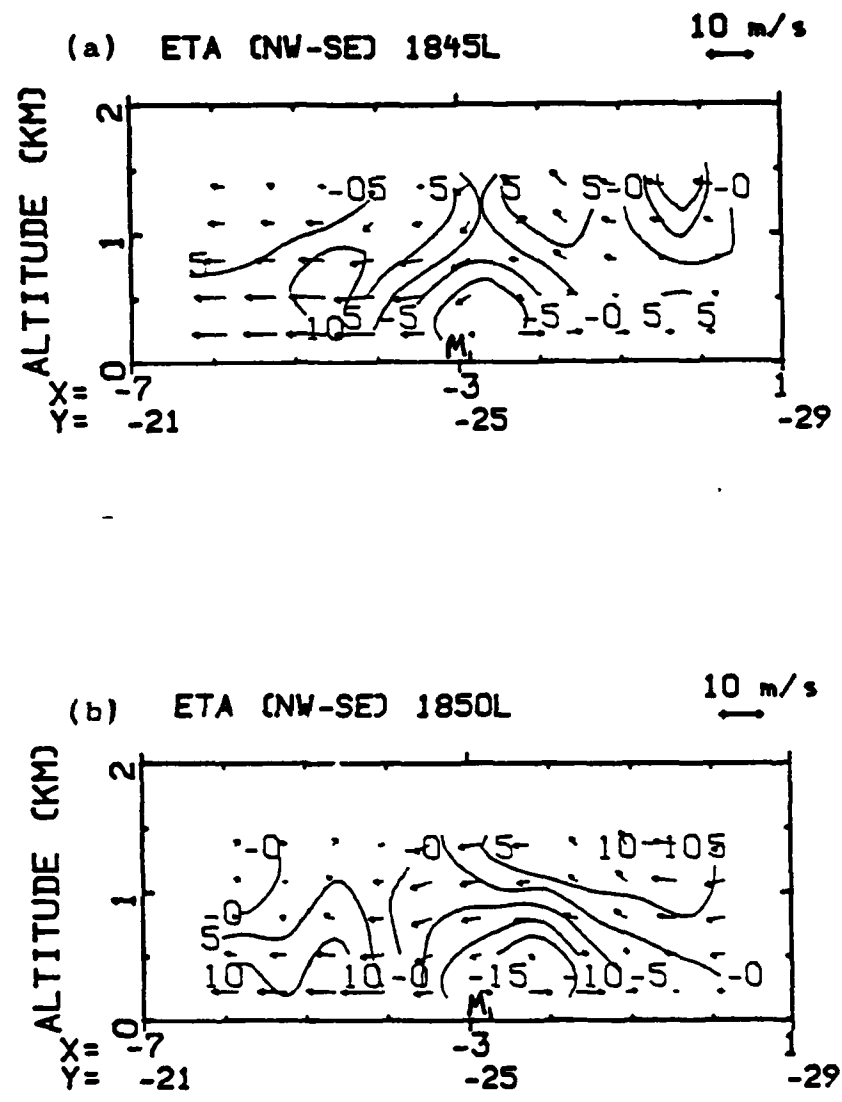 (a) ETA (NW-SE) 1845L
10 m/s
ALTITUDE (KM)
2
1
0
-05 5 5 5 -0 -0
5
10 5 -5 -5 -0 5 5
M1
X= -7 -3 1
Y= -21 -25 -29
(b) ETA (NW-SE) 1850L
10 m/s
ALTITUDE (KM)
2
1
0
-0 -0 5 10 -105
-0
5
10 10 -0 -15 -10 -5 -0
M1
X= -7 -3 1
Y= -21 -25 -29